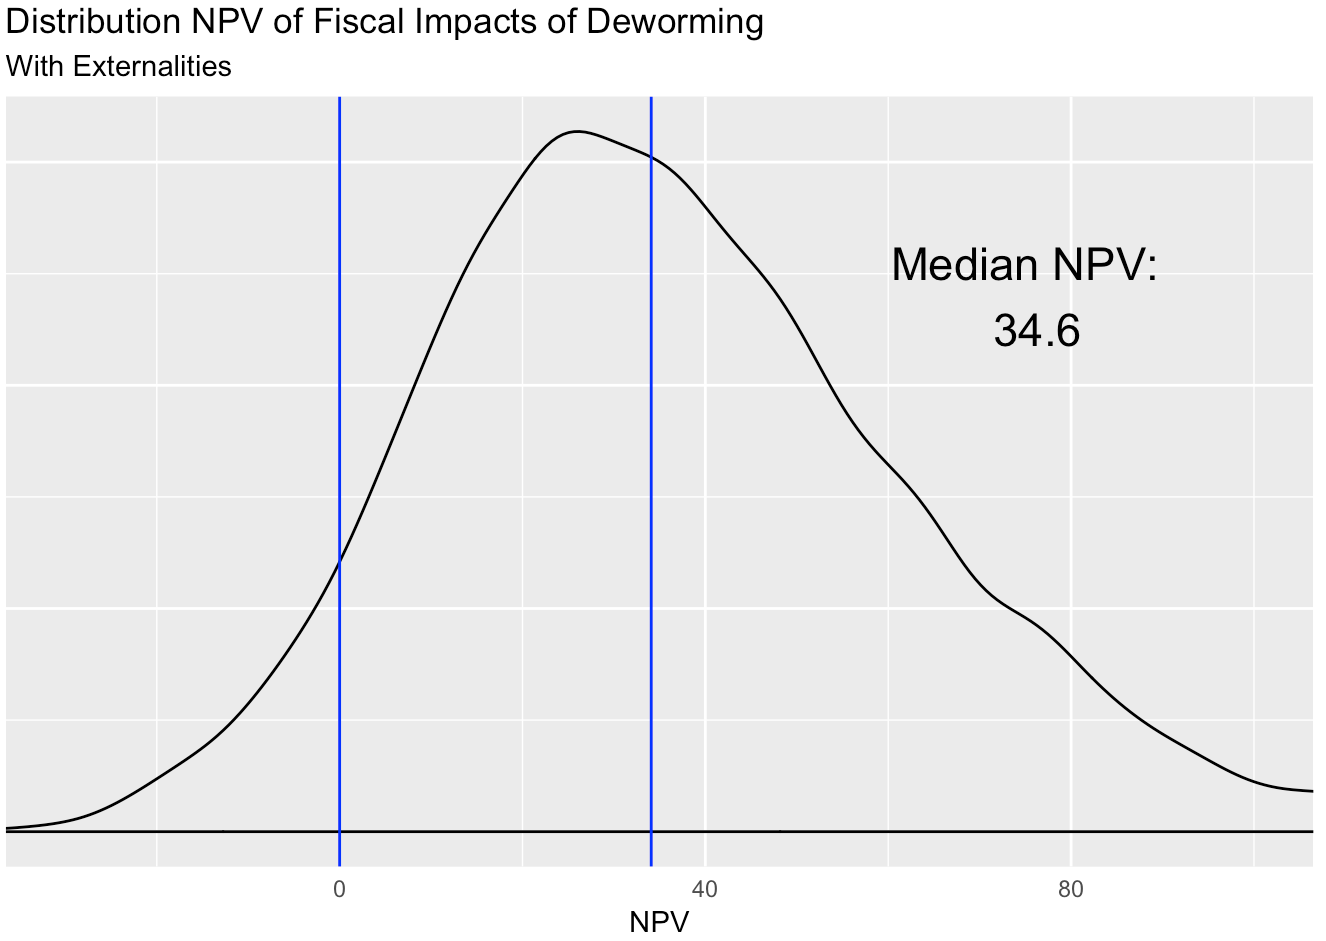 Distribution NPV of Fiscal Impacts of Deworming
With Externalities
Median NPV:
34.6
0 40 80
NPV